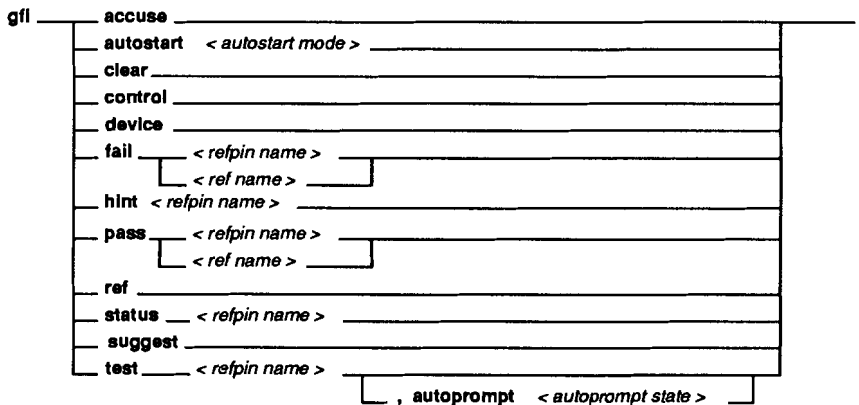 gfi accuse
autostart < autostart mode >
clear
control
device
fail < refpin name >
< ref name >
hint < refpin name >
pass < refpin name >
< ref name >
ref
status < refpin name >
suggest
test < refpin name >
, autoprompt < autoprompt state >